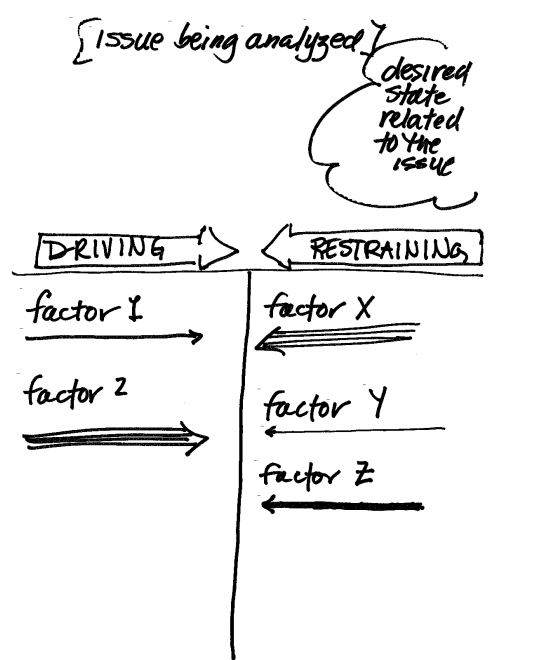 [issue being analyzed]
desired
state
related
to the
issue
DRIVING
RESTRAINING
factor 1
factor X
factor 2
factor Y
factor Z